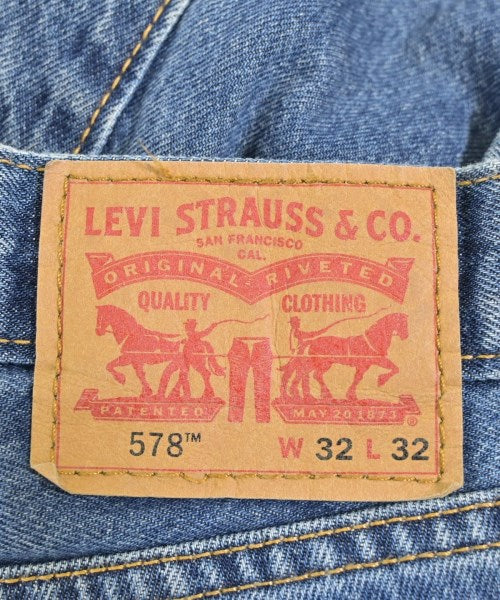 LEVI STRAUSS & CO.
SAN FRANCISCO
CAL.
ORIGINAL RIVETED
QUALITY CLOTHING
PATENTED MAY 20 1873 ®
578™ W 32 L 32